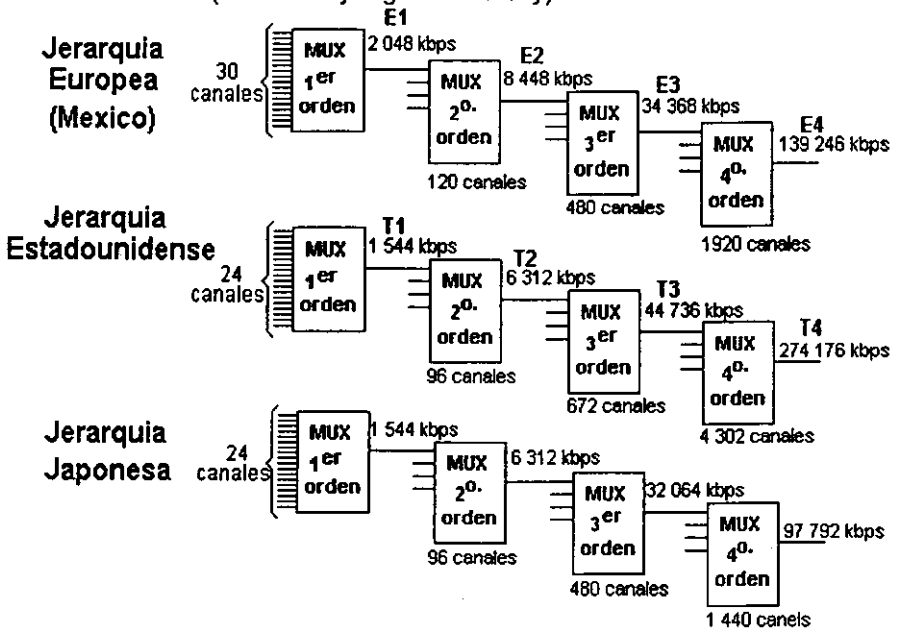 E1
Jerarquia
Europea
(Mexico)
30
canales
MUX
1er
orden
2 048 kbps
E2
MUX
2o.
orden
8 448 kbps
120 canales
E3
MUX
3er
orden
34 368 kbps
480 canales
E4
MUX
4o.
orden
139 246 kbps
1920 canales
Jerarquia
Estadounidense
24
canales
T1
MUX
1er
orden
1 544 kbps
T2
MUX
2o.
orden
6 312 kbps
96 canales
T3
MUX
3er
orden
44 736 kbps
672 canales
T4
MUX
4o.
orden
274 176 kbps
4 302 canales
Jerarquia
Japonesa
24
canales
MUX
1er
orden
1 544 kbps
MUX
2o.
orden
6 312 kbps
96 canales
MUX
3er
orden
32 064 kbps
480 canales
MUX
4o.
orden
97 792 kbps
1 440 canels